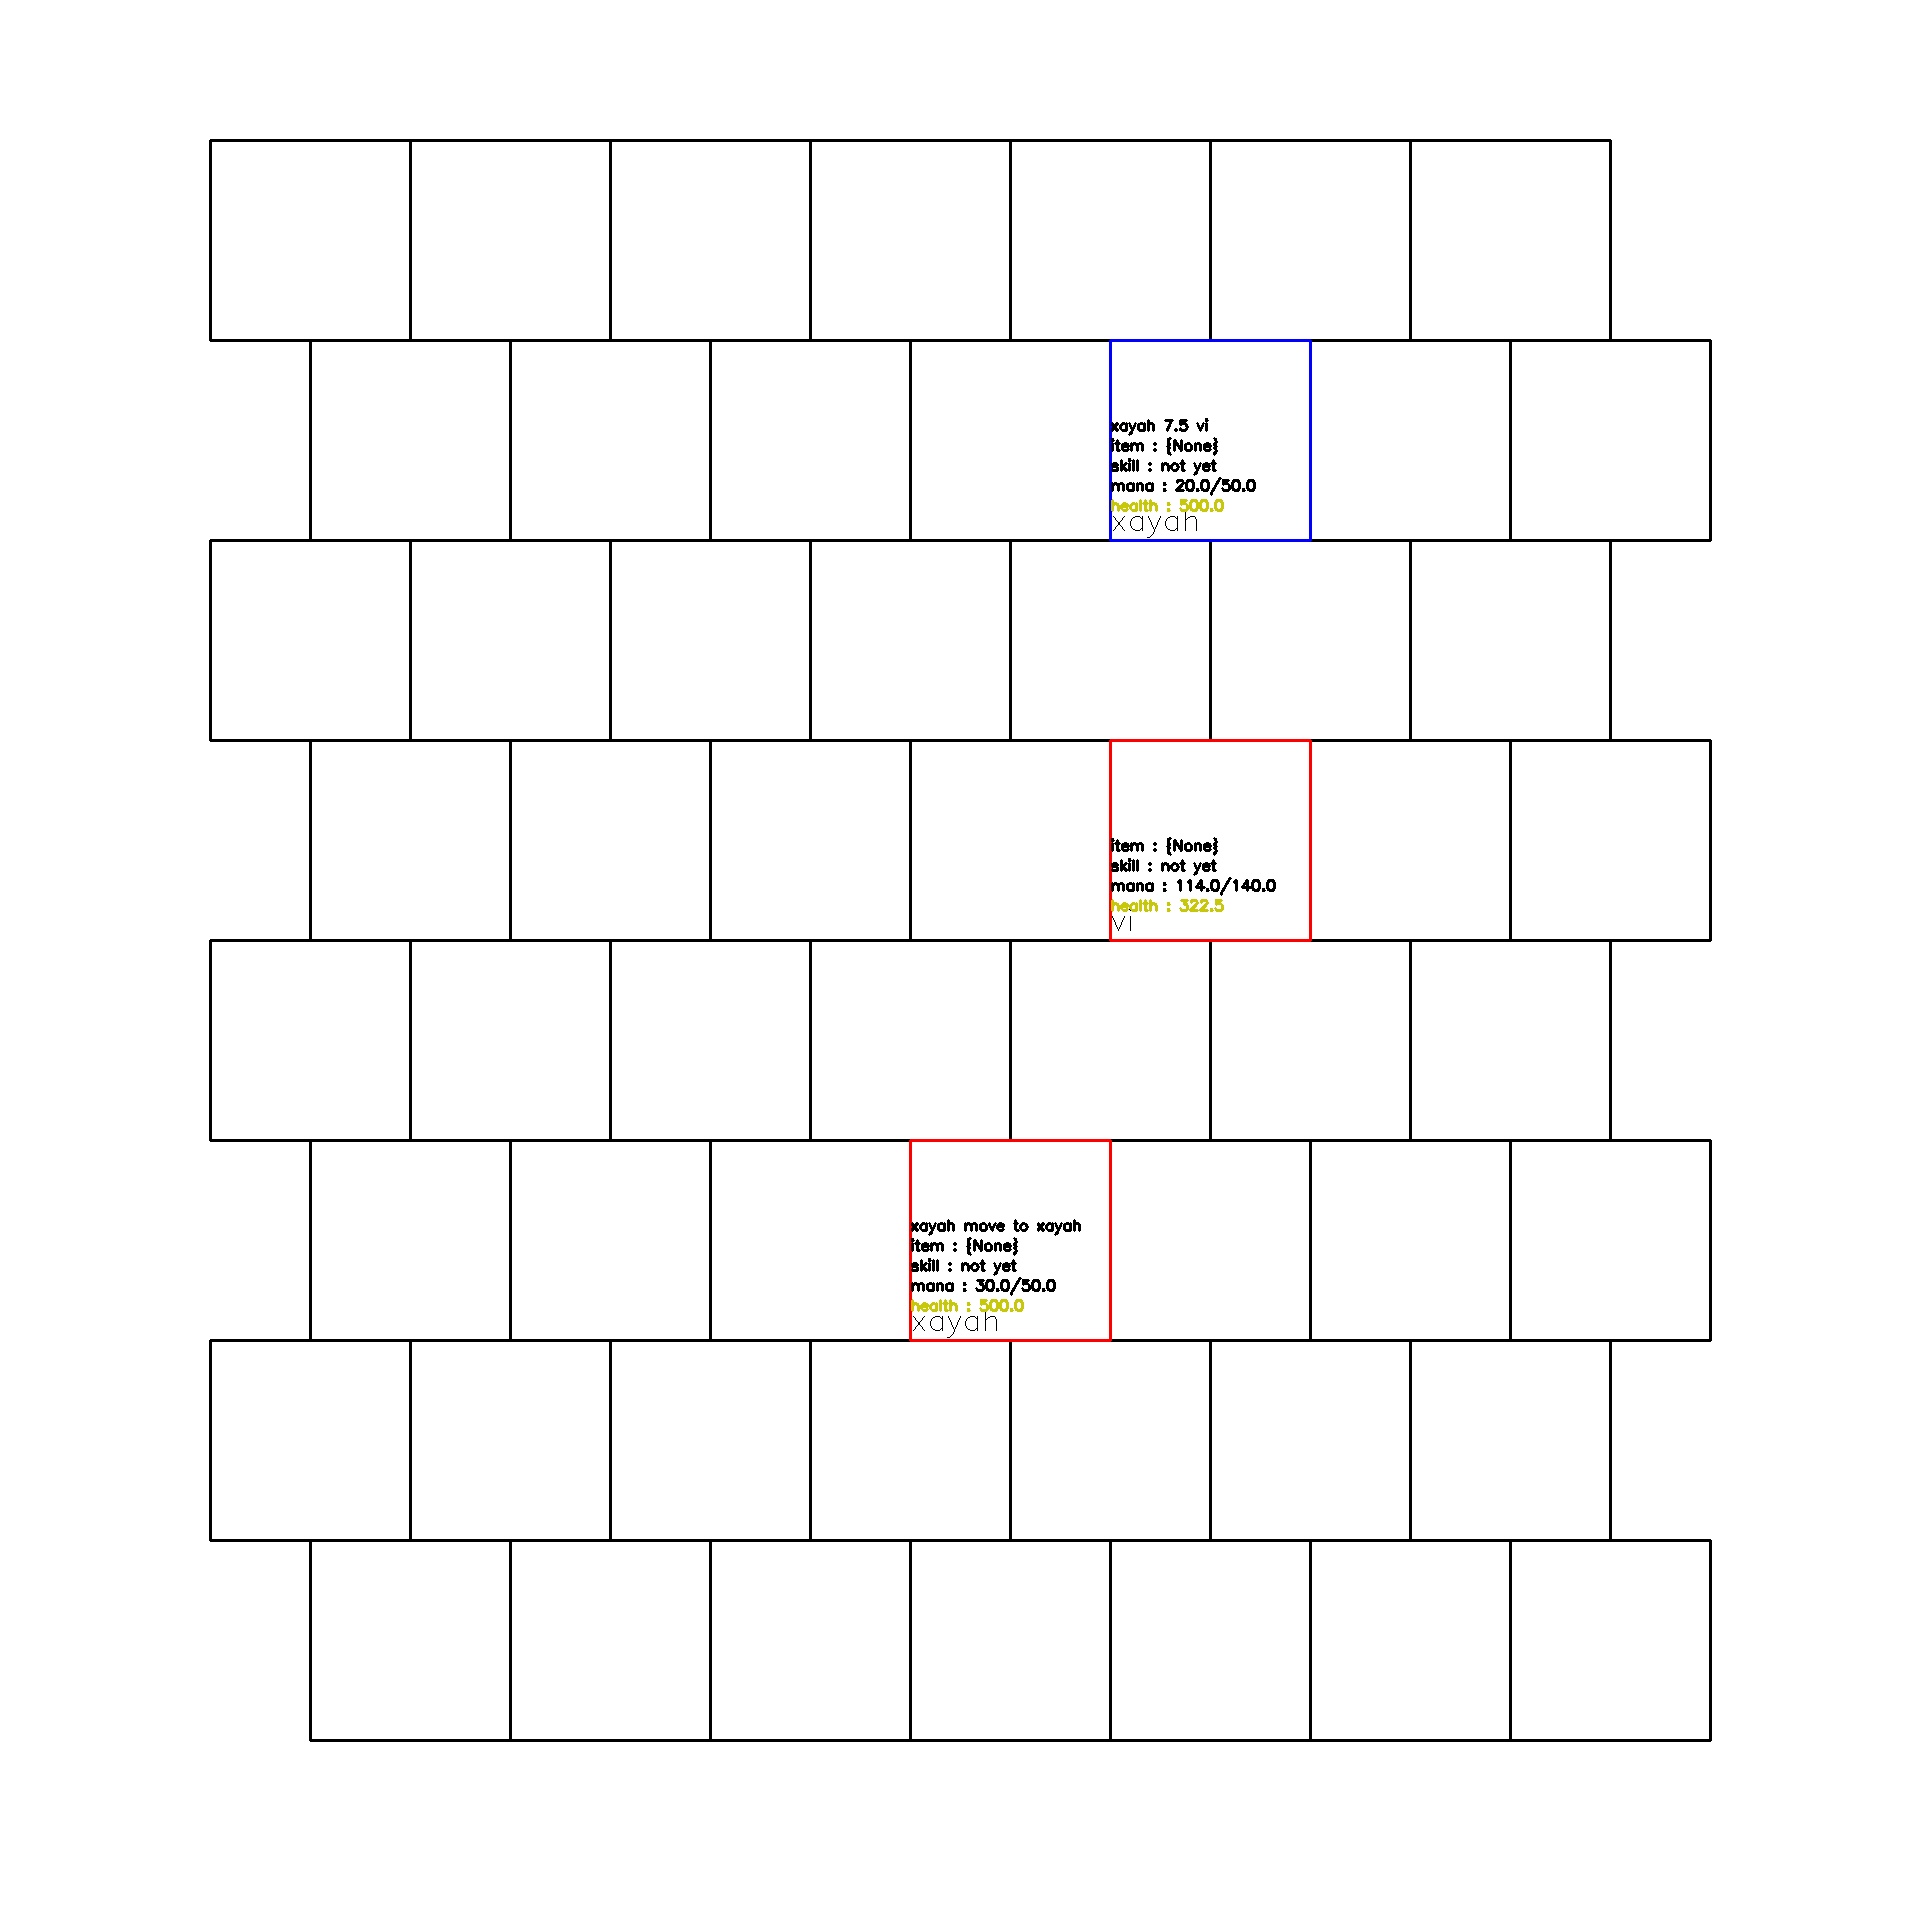 xayah 7.5 vi
item : {None}
skill : not yet
mana : 20.0/50.0
health : 500.0
xayah
item : {None}
skill : not yet
mana : 114.0/140.0
health : 322.5
vi
xayah move to xayah
item : {None}
skill : not yet
mana : 30.0/50.0
health : 500.0
xayah